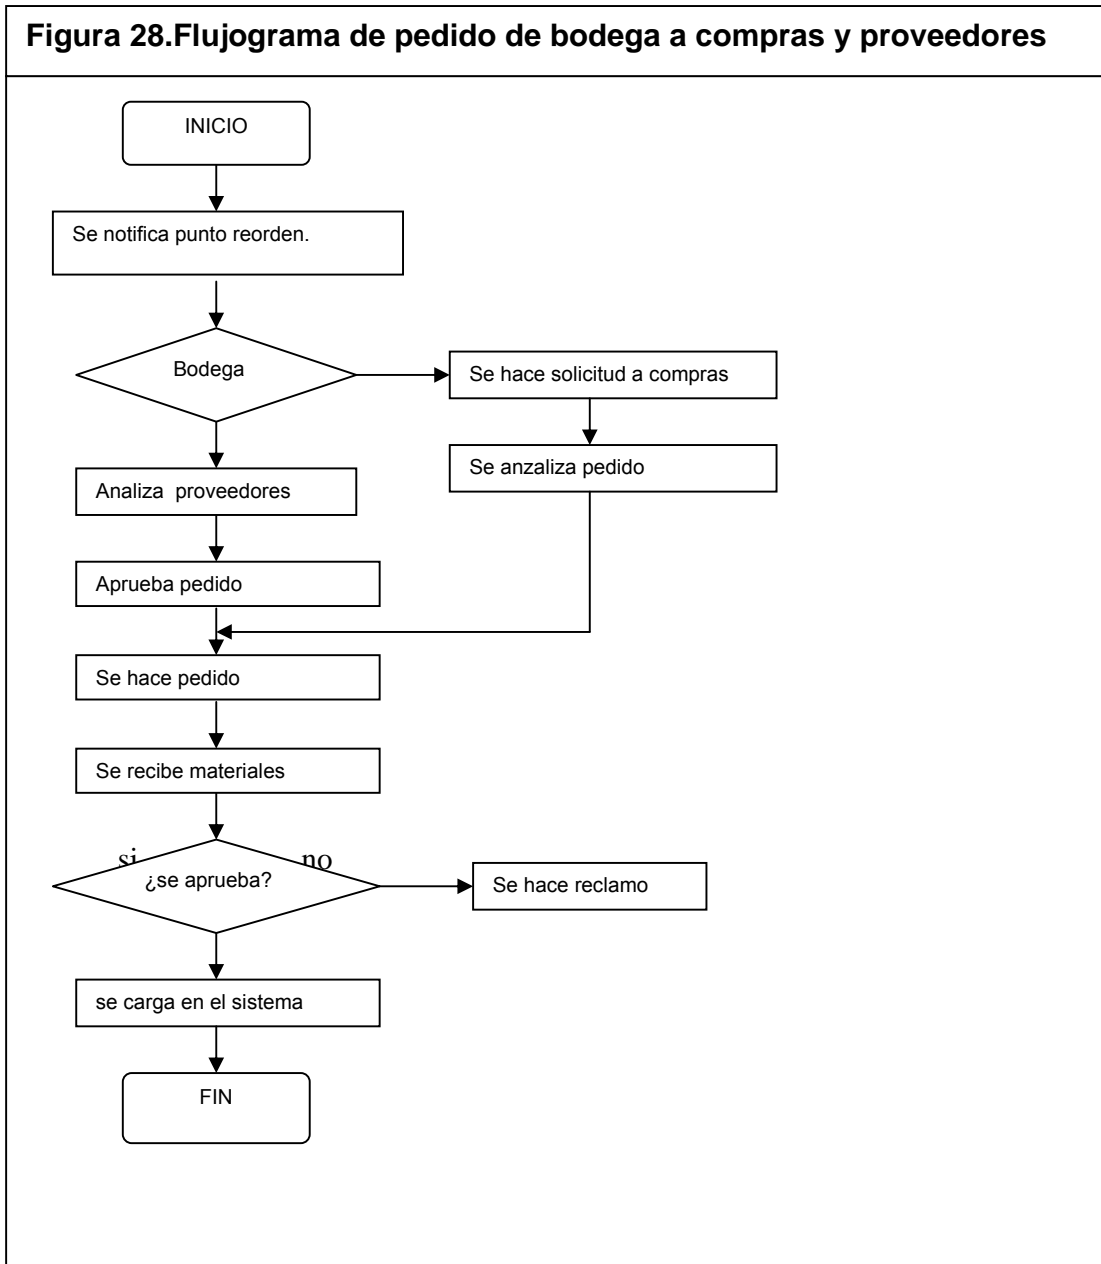 Figura 28.Flujograma de pedido de bodega a compras y proveedores
INICIO
Se notifica punto reorden.
Bodega
Se hace solicitud a compras
Se anzaliza pedido
Analiza proveedores
Aprueba pedido
Se hace pedido
Se recibe materiales
si no
¿se aprueba?
Se hace reclamo
se carga en el sistema
FIN